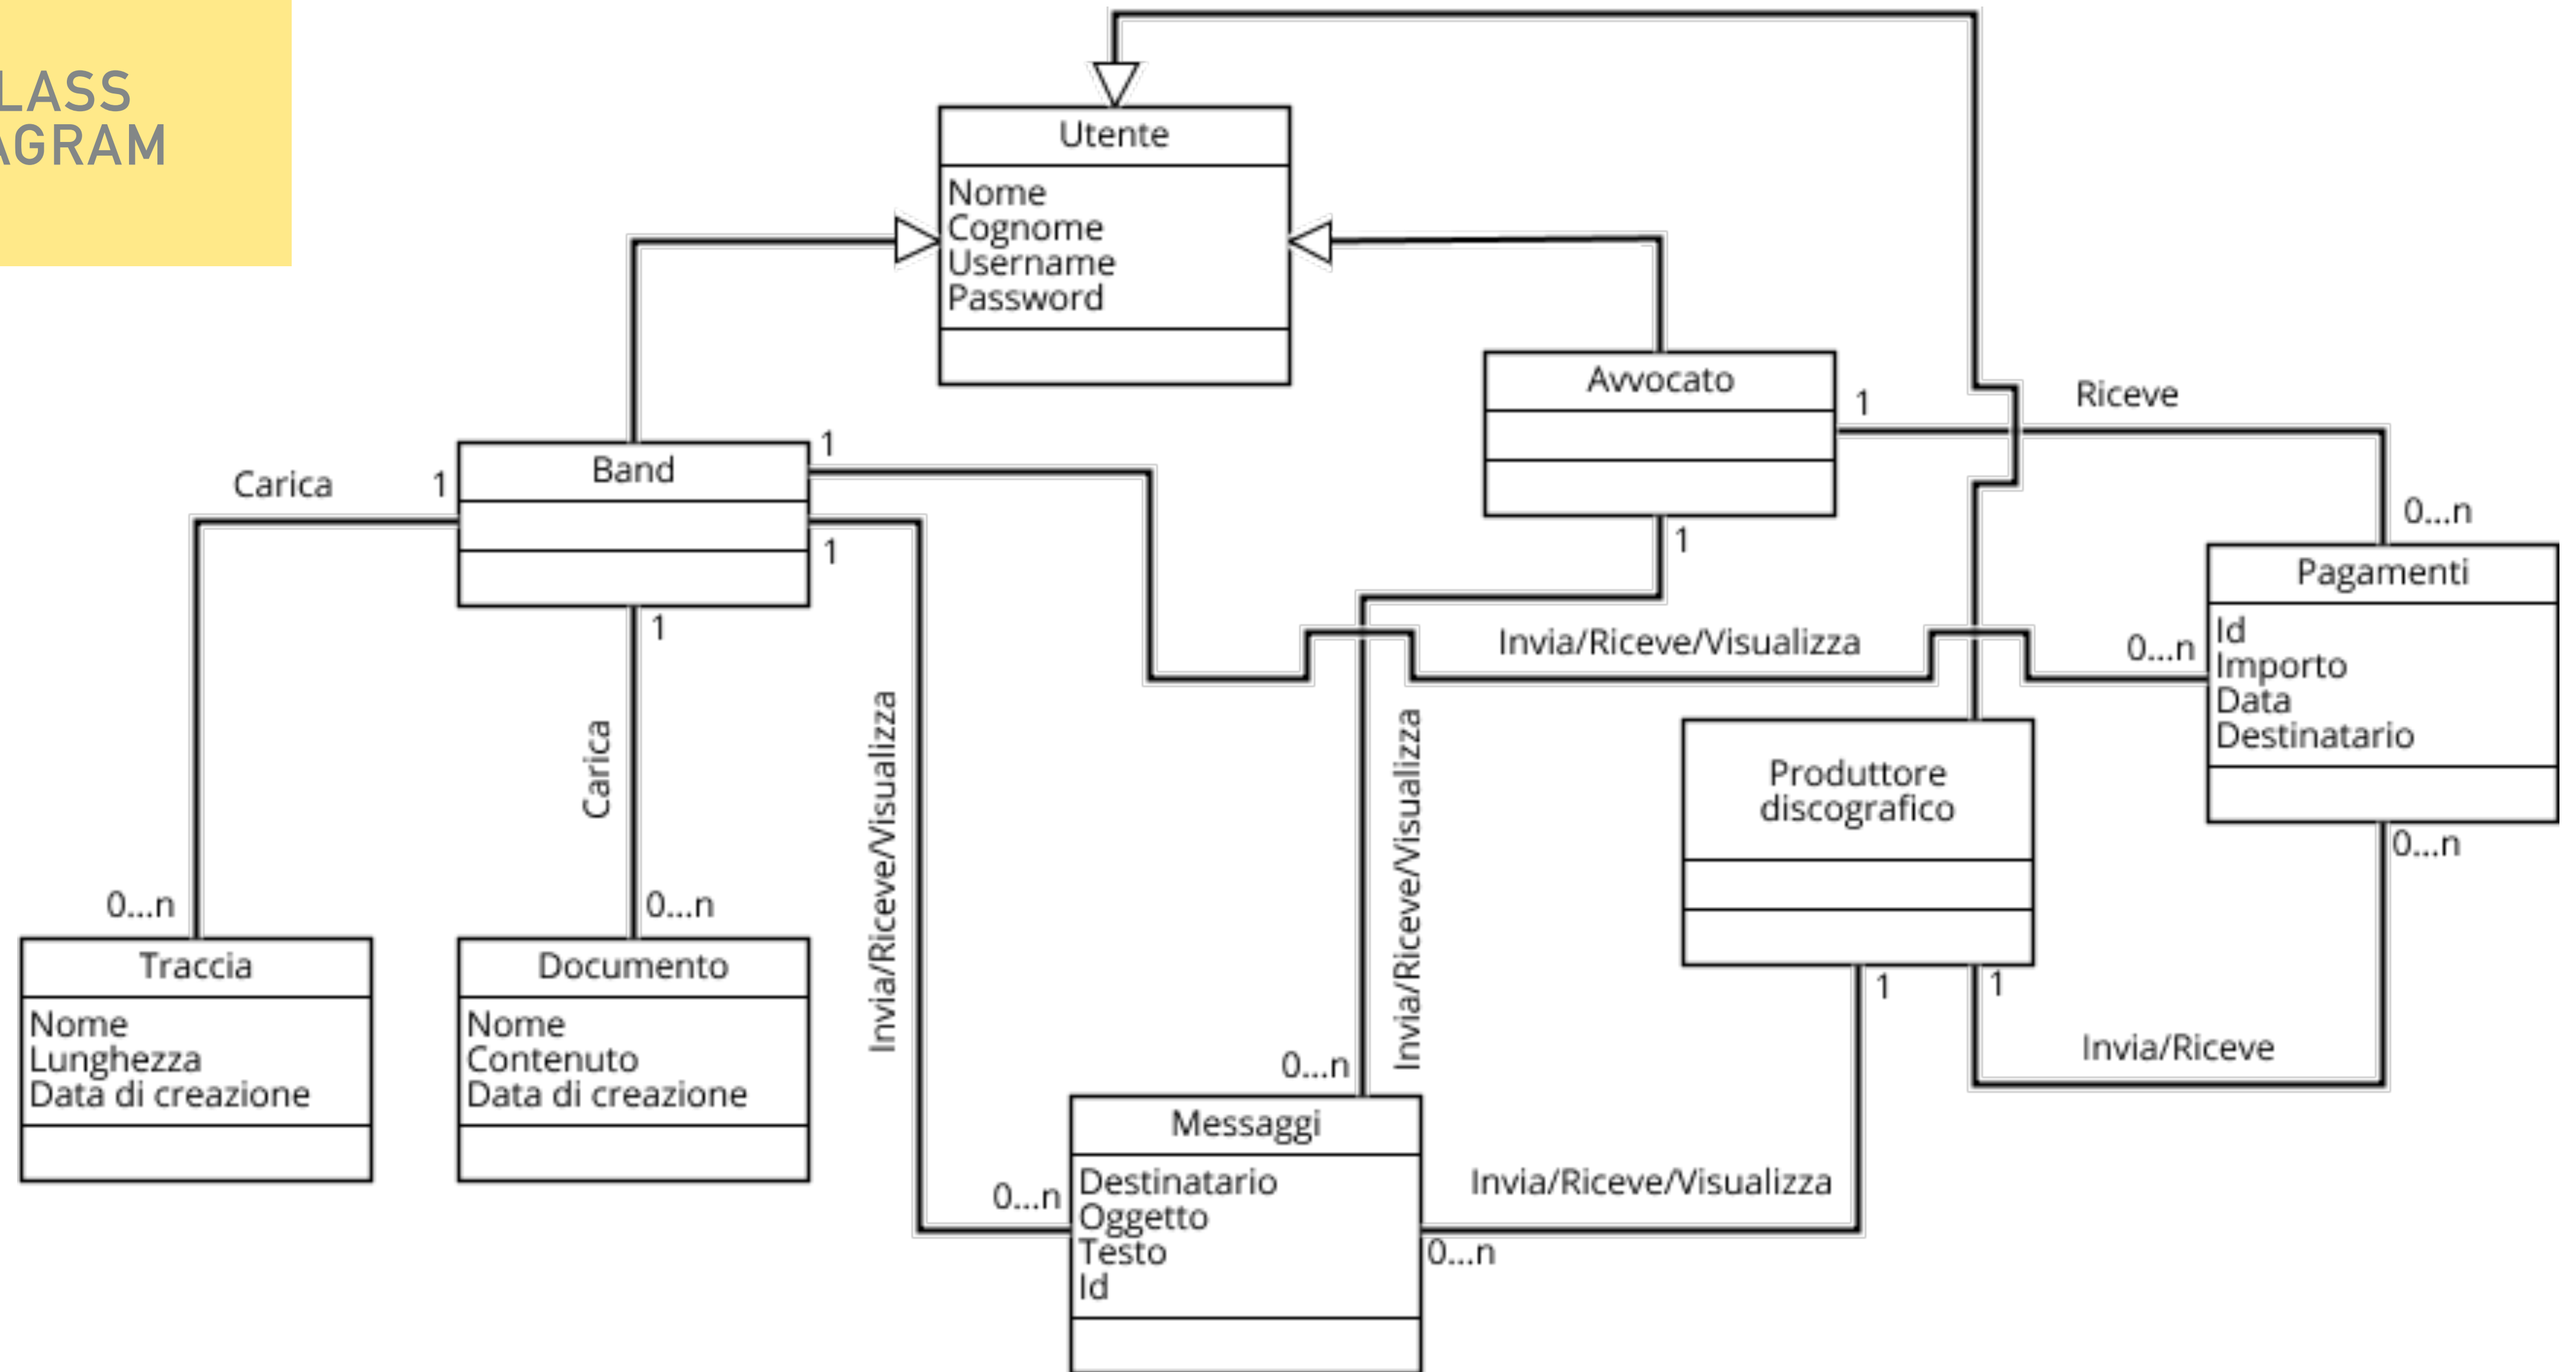 LASS
AGRAM
Utente
Nome
Cognome
Username
Password
Avvocato
1
Riceve
0...n
1
Band
1
1
1
Carica
1
Carica
0...n
0...n
Traccia
Nome
Lunghezza
Data di creazione
Documento
Nome
Contenuto
Data di creazione
Invia/Riceve/Visualizza
Invia/Riceve/Visualizza
Invia/Riceve/Visualizza
0...n
Pagamenti
Id
Importo
Data
Destinatario
0...n
Produttore
discografico
1
1
Invia/Riceve
0...n
0...n
Messaggi
Destinatario
Oggetto
Testo
Id
Invia/Riceve/Visualizza
0...n